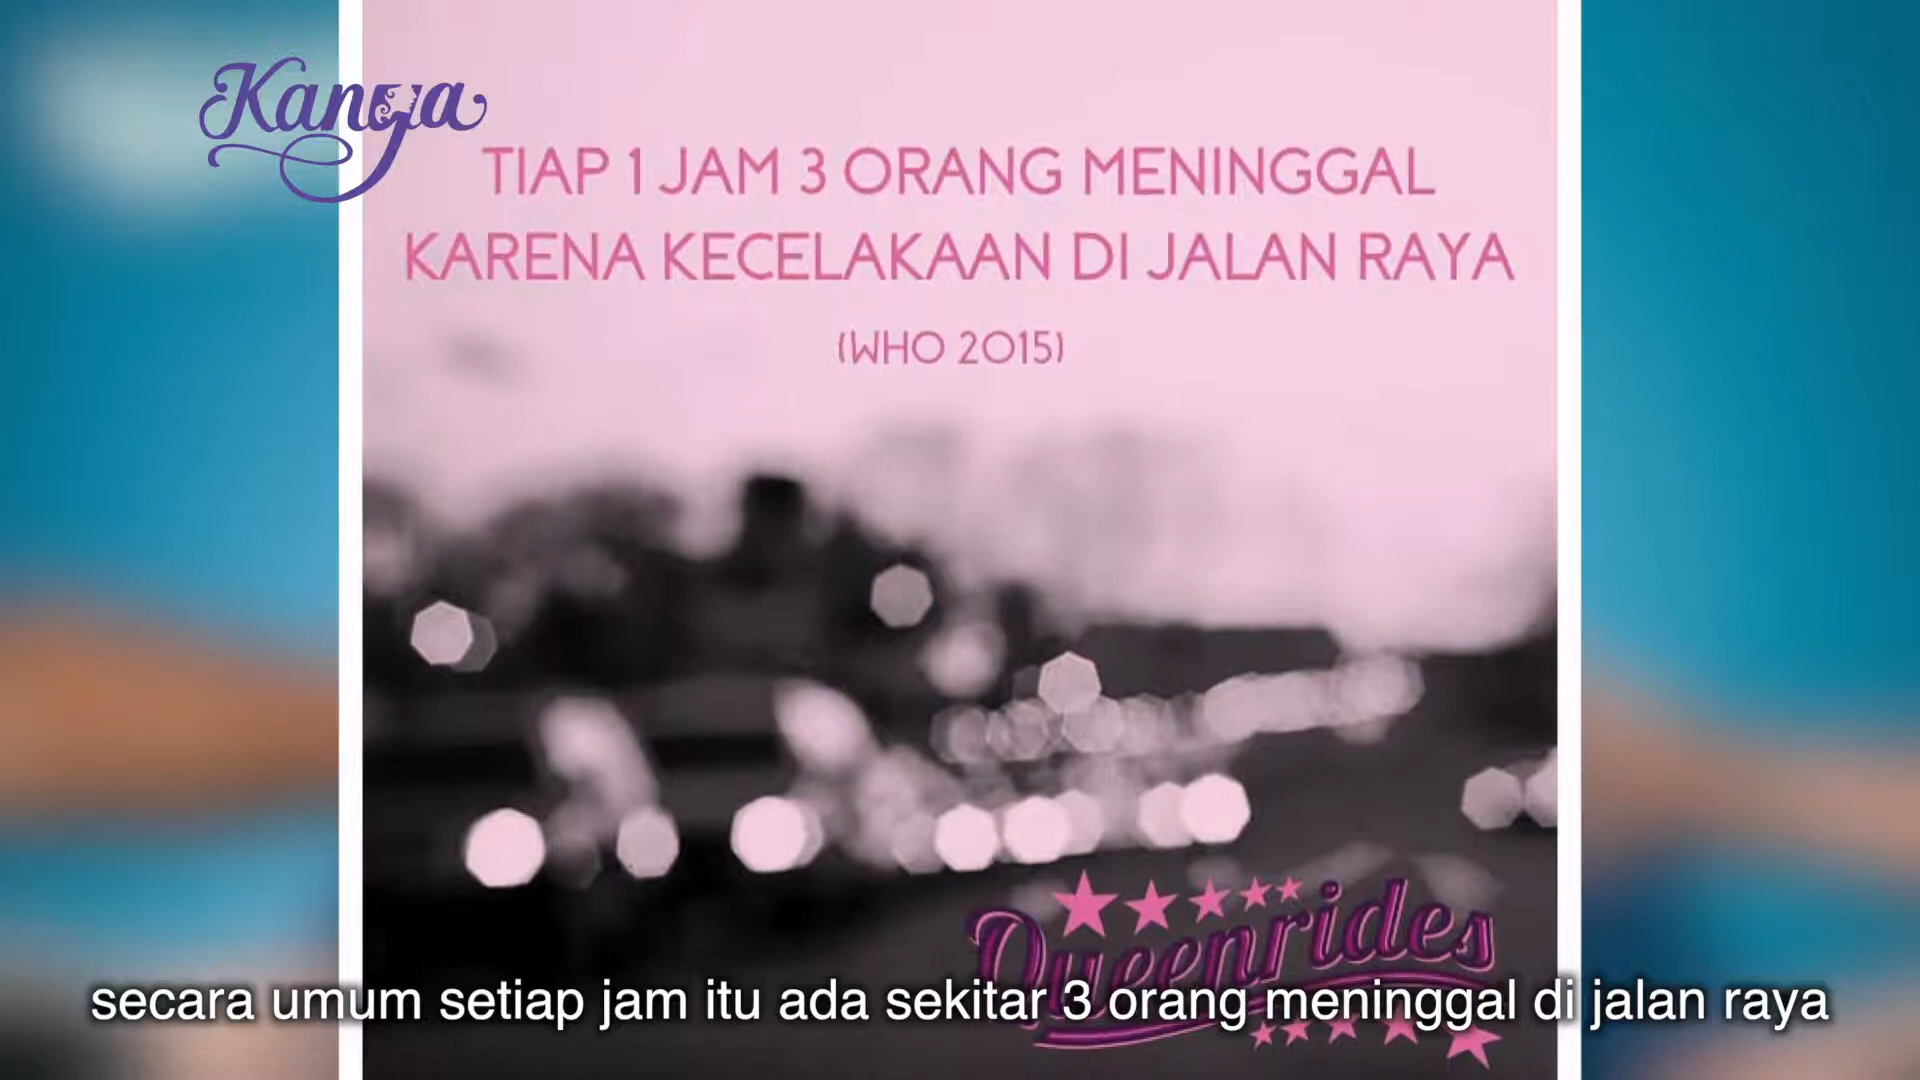 Kanya
TIAP 1 JAM 3 ORANG MENINGGAL
KARENA KECELAKAAN DI JALAN RAYA
(WHO 2015)
Queenrides
secara umum setiap jam itu ada sekitar 3 orang meninggal di jalan raya